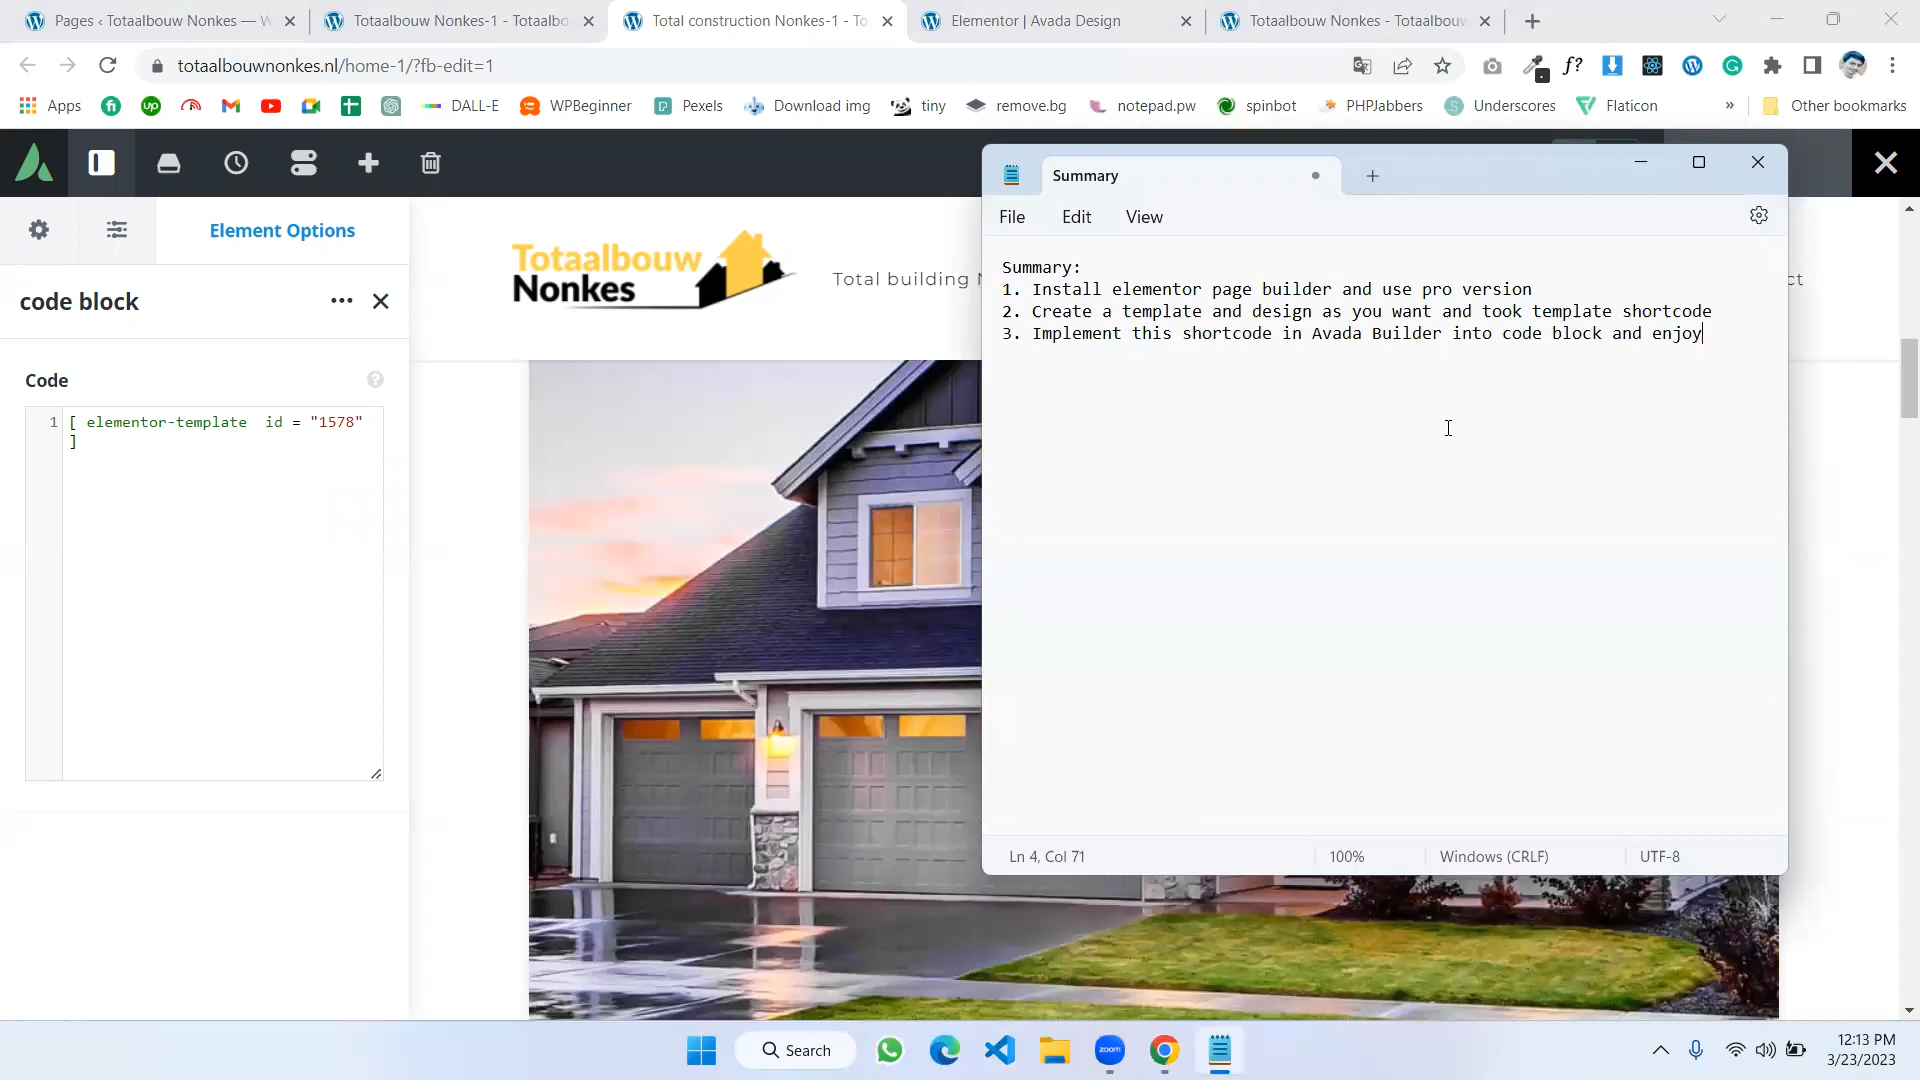 Pages ‹ Totaalbouw Nonkes — W
Totaalbouw Nonkes-1 - Totaalbo
Total construction Nonkes-1 - To
Elementor | Avada Design
Totaalbouw Nonkes - Totaalbouw
totaalbouwnonkes.nl/home-1/?fb-edit=1
f?
Apps
fi
up
DALL-E
WPBeginner
Pexels
Download img
tiny
remove.bg
notepad.pw
spinbot
PHPJabbers
Underscores
Flaticon
»
Other bookmarks
Element Options
code block
Code
1 [ elementor-template id = "1578"
]
Totaalbouw
Nonkes
Total building
ct
Summary
File
Edit
View
Summary:
1. Install elementor page builder and use pro version
2. Create a template and design as you want and took template shortcode
3. Implement this shortcode in Avada Builder into code block and enjoy
Ln 4, Col 71
100%
Windows (CRLF)
UTF-8
Search
zoom
12:13 PM
3/23/2023